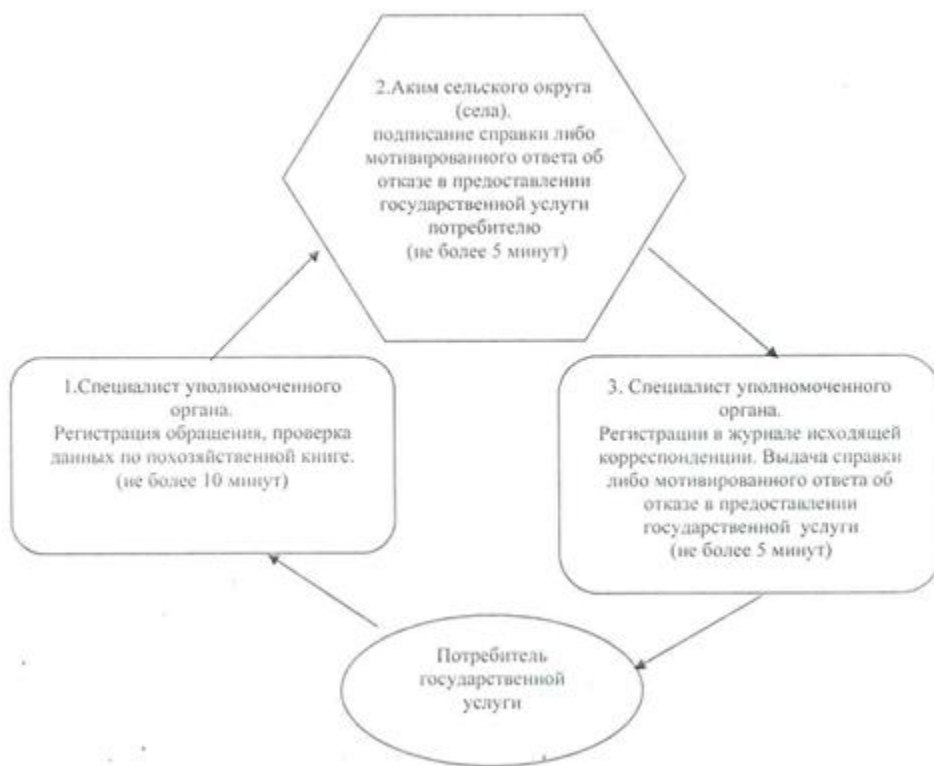 2.Аким сельского округа
(села).
подписание справки либо
мотивированного ответа об
отказе в предоставлении
государственной услуги
потребителю
(не более 5 минут)
1.Специалист уполномоченного
органа.
Регистрация обращения, проверка
данных по похозяйственной книге.
(не более 10 минут)
3. Специалист уполномоченного
органа.
Регистрации в журнале исходящей
корреспонденции. Выдача справки
либо мотивированного ответа об
отказе в предоставлении
государственной услуги
(не более 5 минут)
Потребитель
государственной
услуги